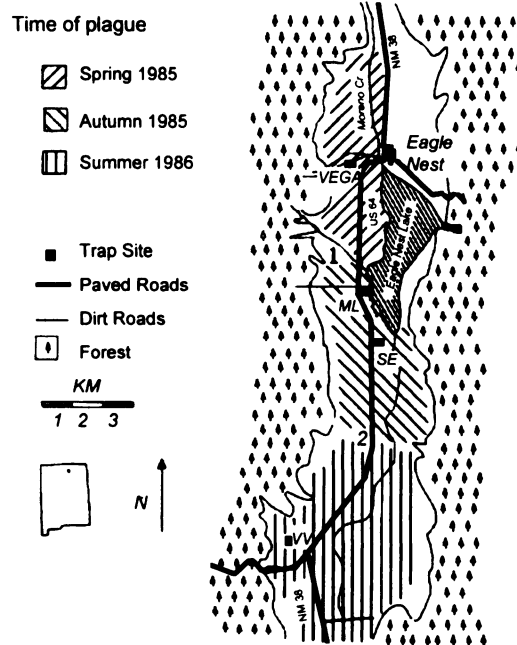 Time of plague
Spring 1985
Autumn 1985
Summer 1986
Trap Site
Paved Roads
Dirt Roads
Forest
KM
1 2 3
N
NM 38
Moreno Cr
Eagle
Nest
VEGA
US 64
Eagle Nest Lake
1
ML
SE
2
VV
NM 38